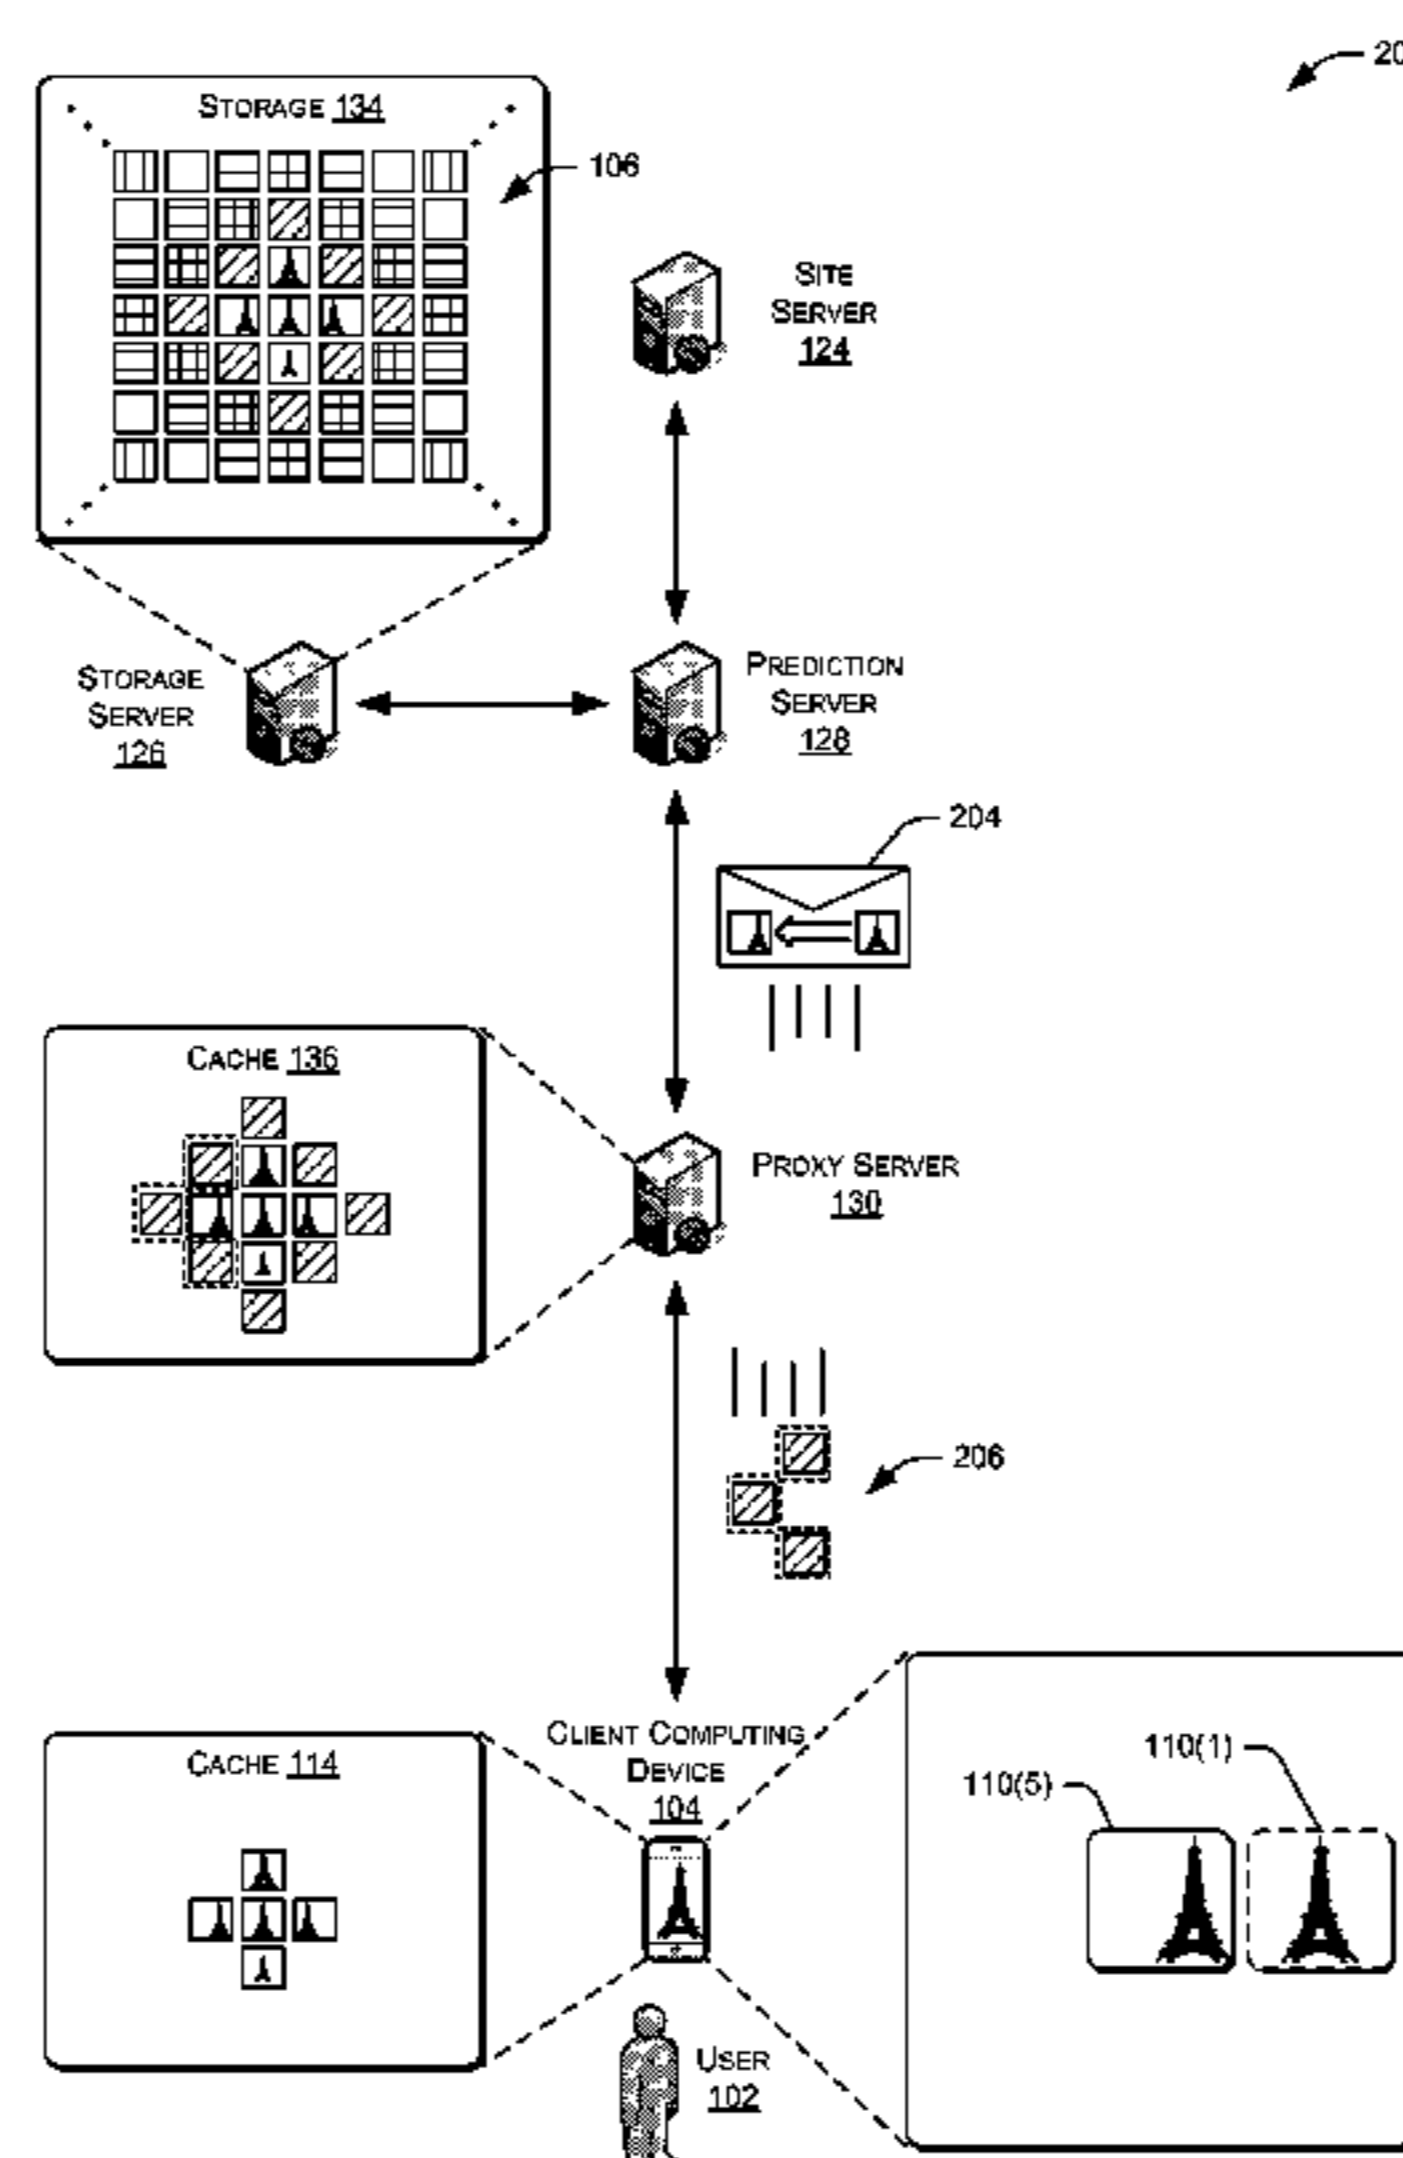 20
STORAGE 134
106
SITE
SERVER
124
STORAGE
SERVER
126
PREDICTION
SERVER
128
204
CACHE 136
PROXY SERVER
130
206
CLIENT COMPUTING
DEVICE
104
CACHE 114
110(1)
110(5)
USER
102